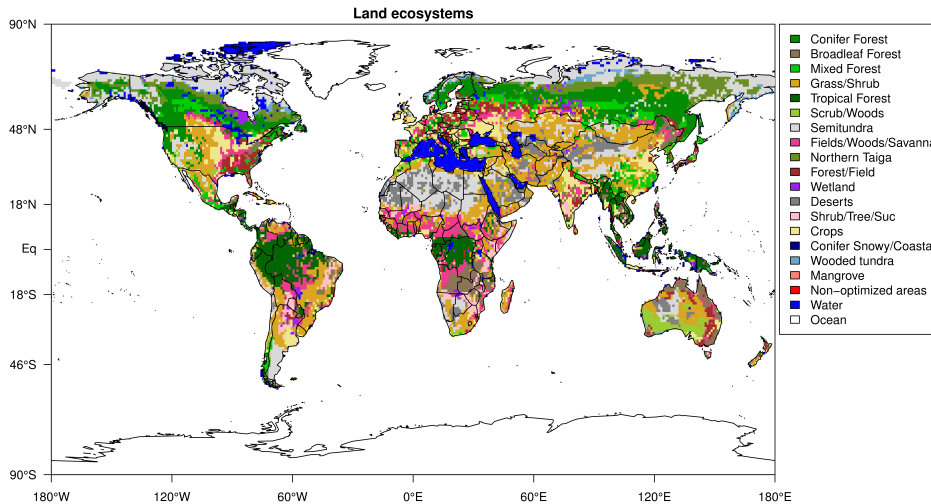 Land ecosystems
90°N
48°N
18°N
Eq
18°S
46°S
90°S
180°W
120°W
60°W
0°E
60°E
120°E
180°E
Conifer Forest
Broadleaf Forest
Mixed Forest
Grass/Shrub
Tropical Forest
Scrub/Woods
Semitundra
Fields/Woods/Savanna
Northern Taiga
Forest/Field
Wetland
Deserts
Shrub/Tree/Suc
Crops
Conifer Snowy/Coasta
Wooded tundra
Mangrove
Non−optimized areas
Water
Ocean